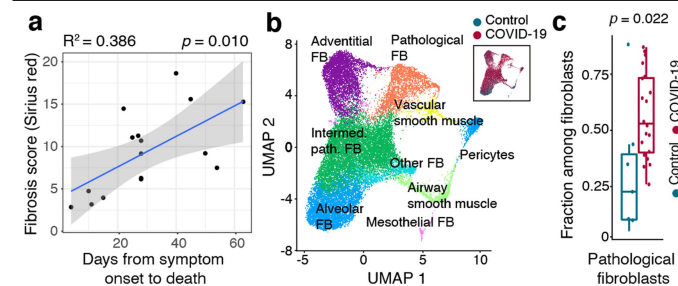 a
R² = 0.386
p = 0.010
Fibrosis score (Sirius red)
20
15
10
5
0
20
40
60
Days from symptom
onset to death
b
Control
COVID-19
8
4
0
-4
-8
UMAP 2
Adventitial
FB
Pathological
FB
Vascular
smooth muscle
Intermed.
path. FB
Other FB
Pericytes
Airway
smooth muscle
Alveolar
FB
Mesothelial FB
-5
0
5
10
UMAP 1
c
p = 0.022
Fraction among fibroblasts
0.75
0.50
0.25
0
Pathological
fibroblasts
Control
COVID-19